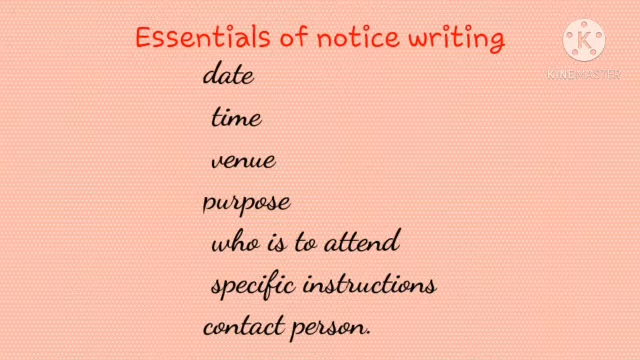 Essentials of notice writing
K
KINEMASTER
date
time
venue
purpose
who is to attend
specific instructions
contact person.